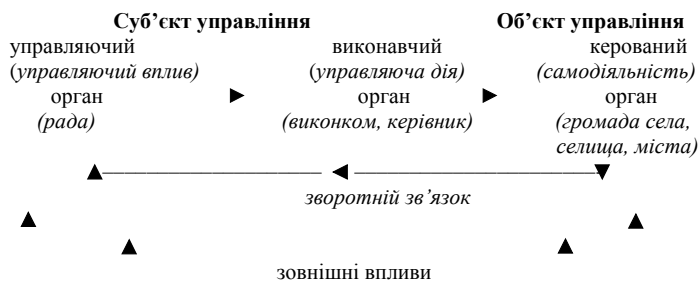 Суб’єкт управління Об’єкт управління
управляючий виконавчий керований
(управляючий вплив) (управляюча дія) (самодіяльність)
орган орган орган
(рада) (виконком, керівник) (громада села,
селища, міста)
зворотній зв’язок
зовнішні впливи